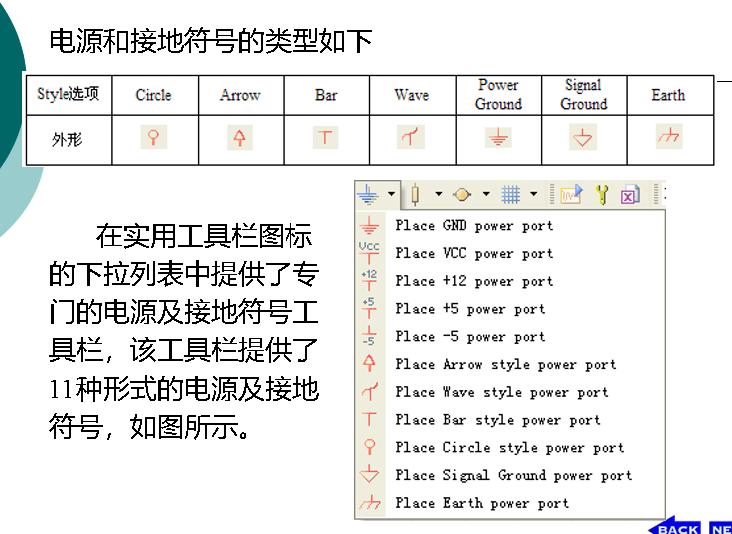 电源和接地符号的类型如下
Style选项 Circle Arrow Bar Wave Power Ground Signal Ground Earth
外形
在实用工具栏图标
的下拉列表中提供了专
门的电源及接地符号工
具栏，该工具栏提供了
11种形式的电源及接地
符号，如图所示。
Place GND power port
Vcc Place VCC power port
+12 Place +12 power port
+5 Place +5 power port
-5 Place -5 power port
Place Arrow style power port
Place Wave style power port
Place Bar style power port
Place Circle style power port
Place Signal Ground power port
Place Earth power port
BACK NE